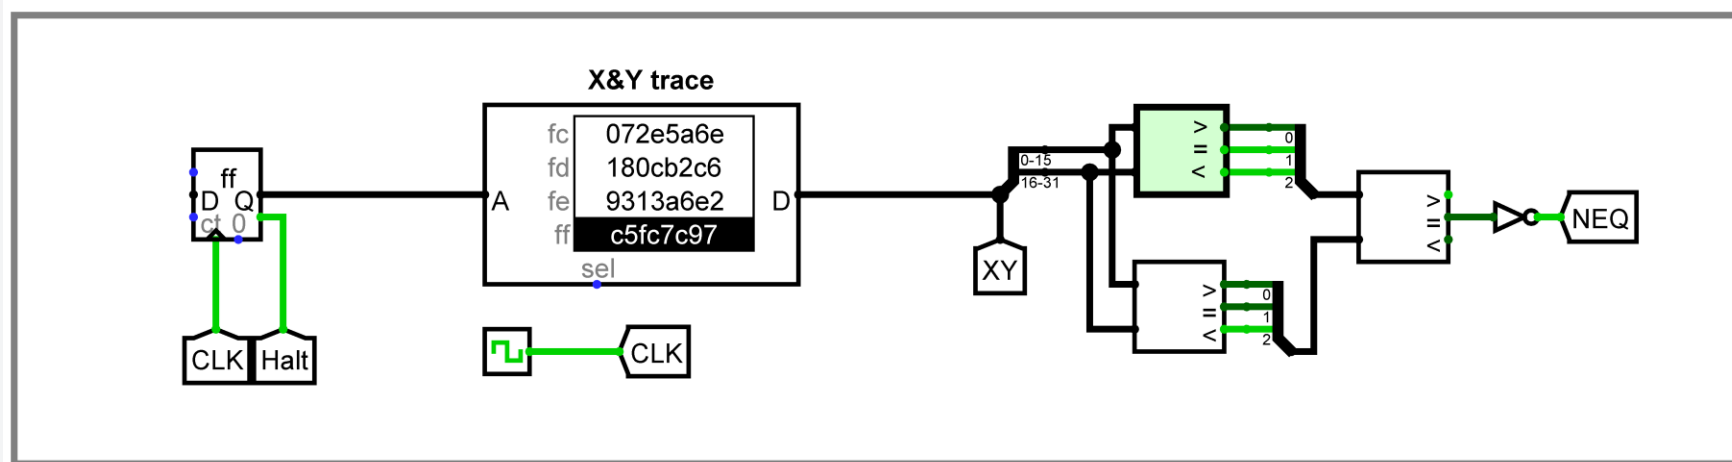 X&Y trace
fc 072e5a6e
fd 180cb2c6
fe 9313a6e2
ff c5fc7c97
A
D
sel
ff
D Q
ct 0
CLK
Halt
CLK
XY
0-15
16-31
>
=
<
0
1
2
>
=
<
0
1
2
>
=
<
NEQ